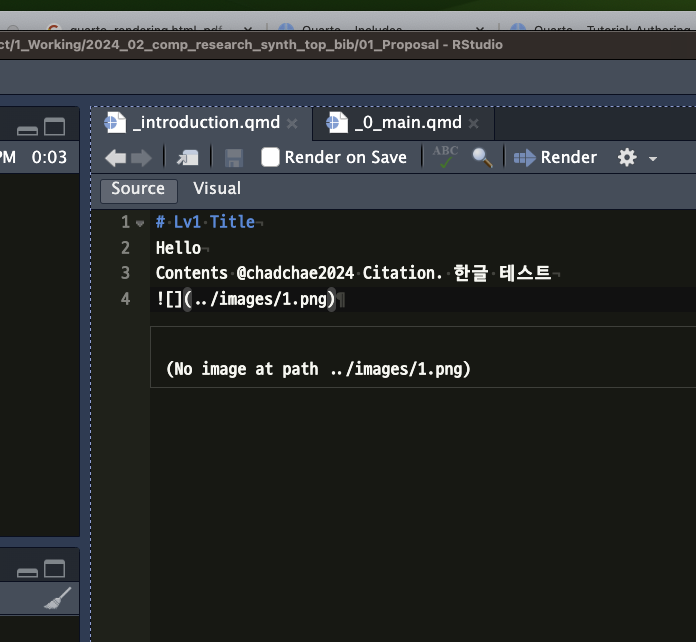 ct/1_Working/2024_02_comp_research_synth_top_bib/01_Proposal - RStudio
_introduction.qmd × _0_main.qmd ×
PM 0:03
Render on Save ABC Render
Source Visual
1 # Lv1 Title
2 Hello
3 Contents @chadchae2024 Citation. 한글 테스트
4 ![](../images/1.png)
(No image at path ../images/1.png)